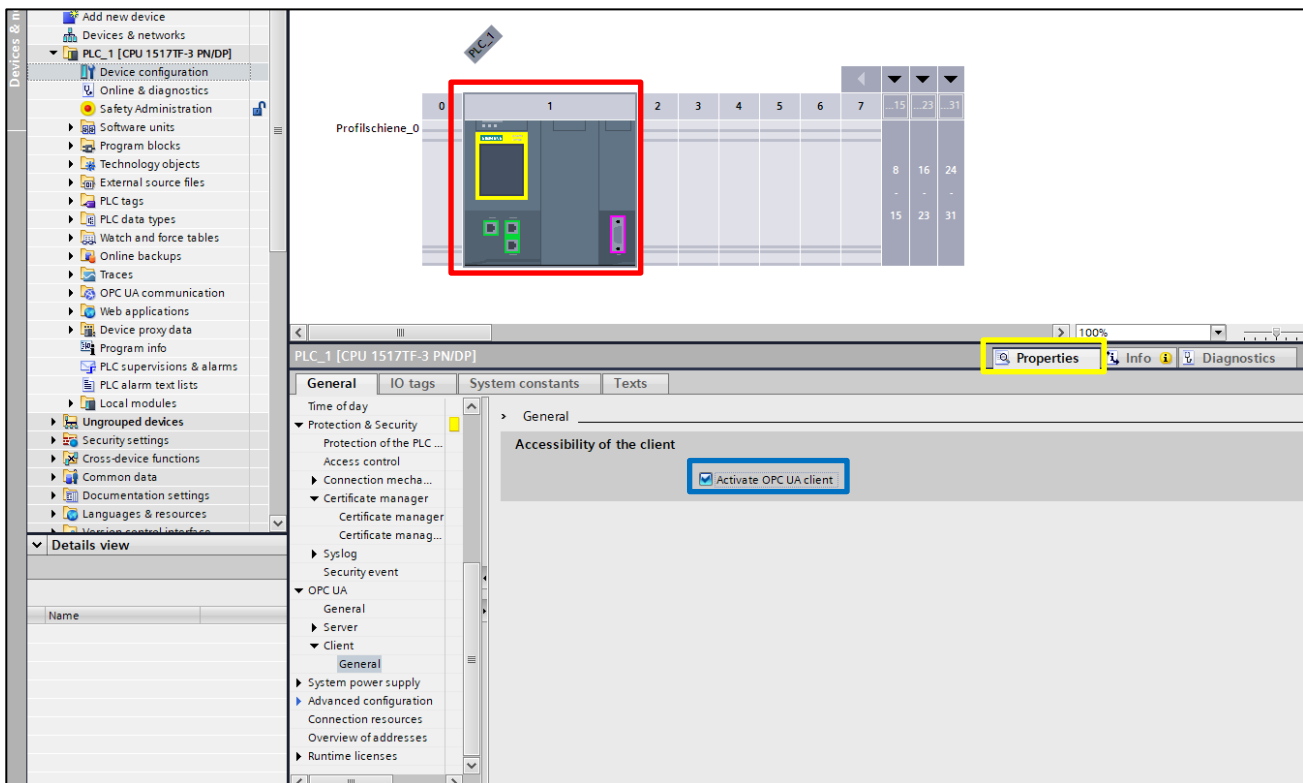 Devices & n
Add new device
Devices & networks
PLC_1 [CPU 1517TF-3 PN/DP]
Device configuration
Online & diagnostics
Safety Administration
Software units
Program blocks
Technology objects
External source files
PLC tags
PLC data types
Watch and force tables
Online backups
Traces
OPC UA communication
Web applications
Device proxy data
Program info
PLC supervisions & alarms
PLC alarm text lists
Local modules
Ungrouped devices
Security settings
Cross-device functions
Common data
Documentation settings
Languages & resources
Version control interface
Details view
Name
PLC_1
0 1 2 3 4 5 6 7 ...15 ...23 ...31
Profilschiene_0
SIEMENS
8 16 24
- - -
15 23 31
100%
PLC_1 [CPU 1517TF-3 PN/DP]
Properties Info Diagnostics
General IO tags System constants Texts
Time of day
Protection & Security
Protection of the PLC ...
Access control
Connection mecha...
Certificate manager
Certificate manager
Certificate manag...
Syslog
Security event
OPC UA
General
Server
Client
General
System power supply
Advanced configuration
Connection resources
Overview of addresses
Runtime licenses
> General
Accessibility of the client
Activate OPC UA client